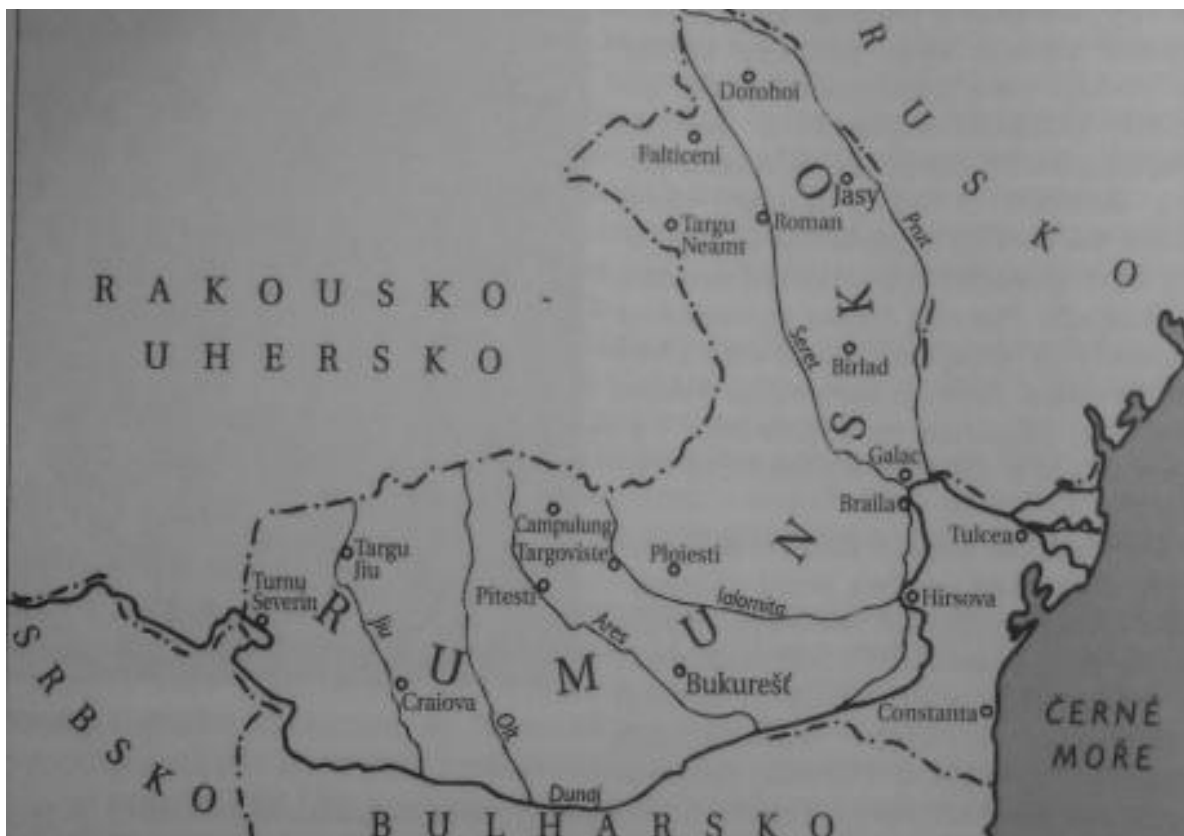 RUSKO
Dorohoi
Falticeni
Jasy
Targu
Neamt
Roman
Prut
RAKOUSKO-
UHERSKO
Seret
Birlad
Galac
Braila
Campulung
Targoviste
Ploiesti
Tulcea
Targu
Jiu
Turnu
Severin
Pitesti
Ialomita
Hirsova
Jiu
Arges
RUMUNSKO
Bukurešť
Craiova
Olt
Constanta
ČERNÉ
MOŘE
SRBSKO
Dunaj
BULHARSKO